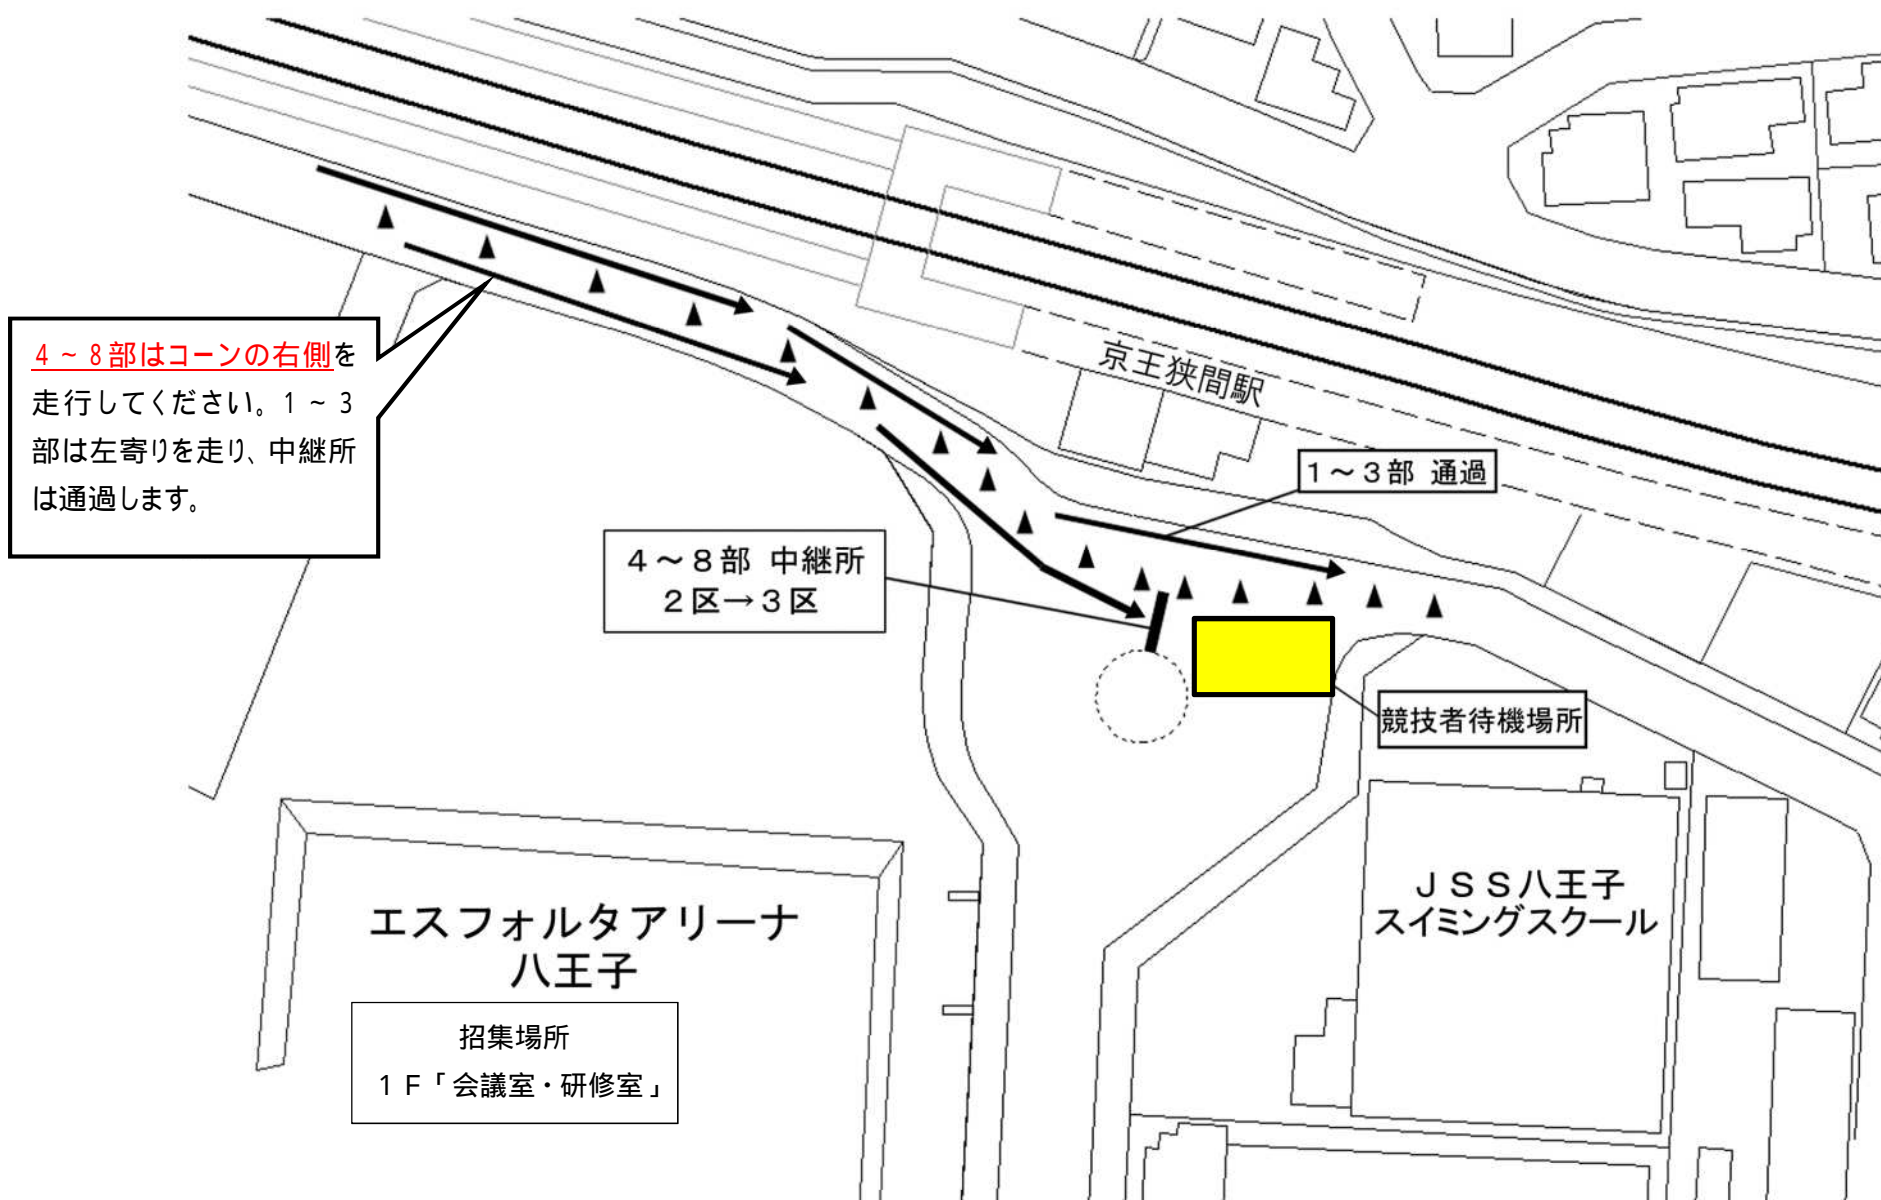 4～8部はコーンの右側を
走行してください。1～3
部は左寄りを走り、中継所
は通過します。
京王狭間駅
1～3部 通過
4～8部 中継所
2区→3区
競技者待機場所
JSS八王子
スイミングスクール
エスフォルタアリーナ
八王子
招集場所
1F「会議室・研修室」